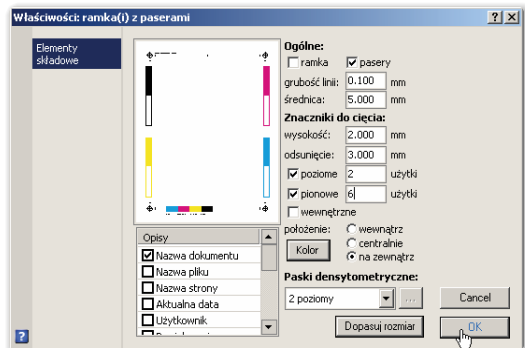 Właściwości: ramka(i) z paserami
Elementy
składowe
Ogólne:
ramka pasery
grubość linii: 0.100 mm
średnica: 5.000 mm
Znaczniki do cięcia:
wysokość: 2.000 mm
odsunięcie: 3.000 mm
poziome 2 użytki
pionowe 6 użytki
wewnętrzne
położenie: wewnątrz
centralnie
na zewnątrz
Kolor
Opisy
Nazwa dokumentu
Nazwa pliku
Nazwa strony
Aktualna data
Użytkownik
Paski densytometryczne:
2 poziomy ...
Dopasuj rozmiar
Cancel
OK